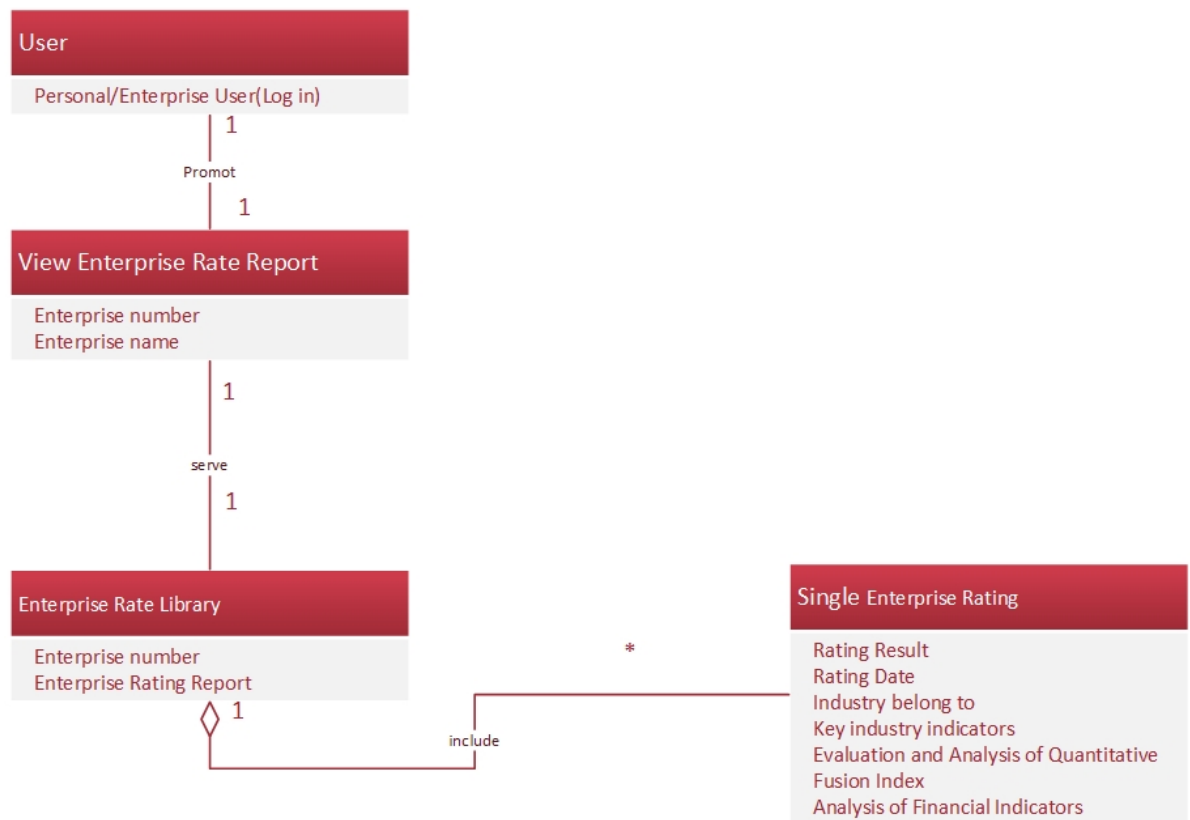 User
Personal/Enterprise User(Log in)
1
Promot
1
View Enterprise Rate Report
Enterprise number
Enterprise name
1
serve
1
Enterprise Rate Library
Enterprise number
Enterprise Rating Report
1
include
*
Single Enterprise Rating
Rating Result
Rating Date
Industry belong to
Key industry indicators
Evaluation and Analysis of Quantitative
Fusion Index
Analysis of Financial Indicators